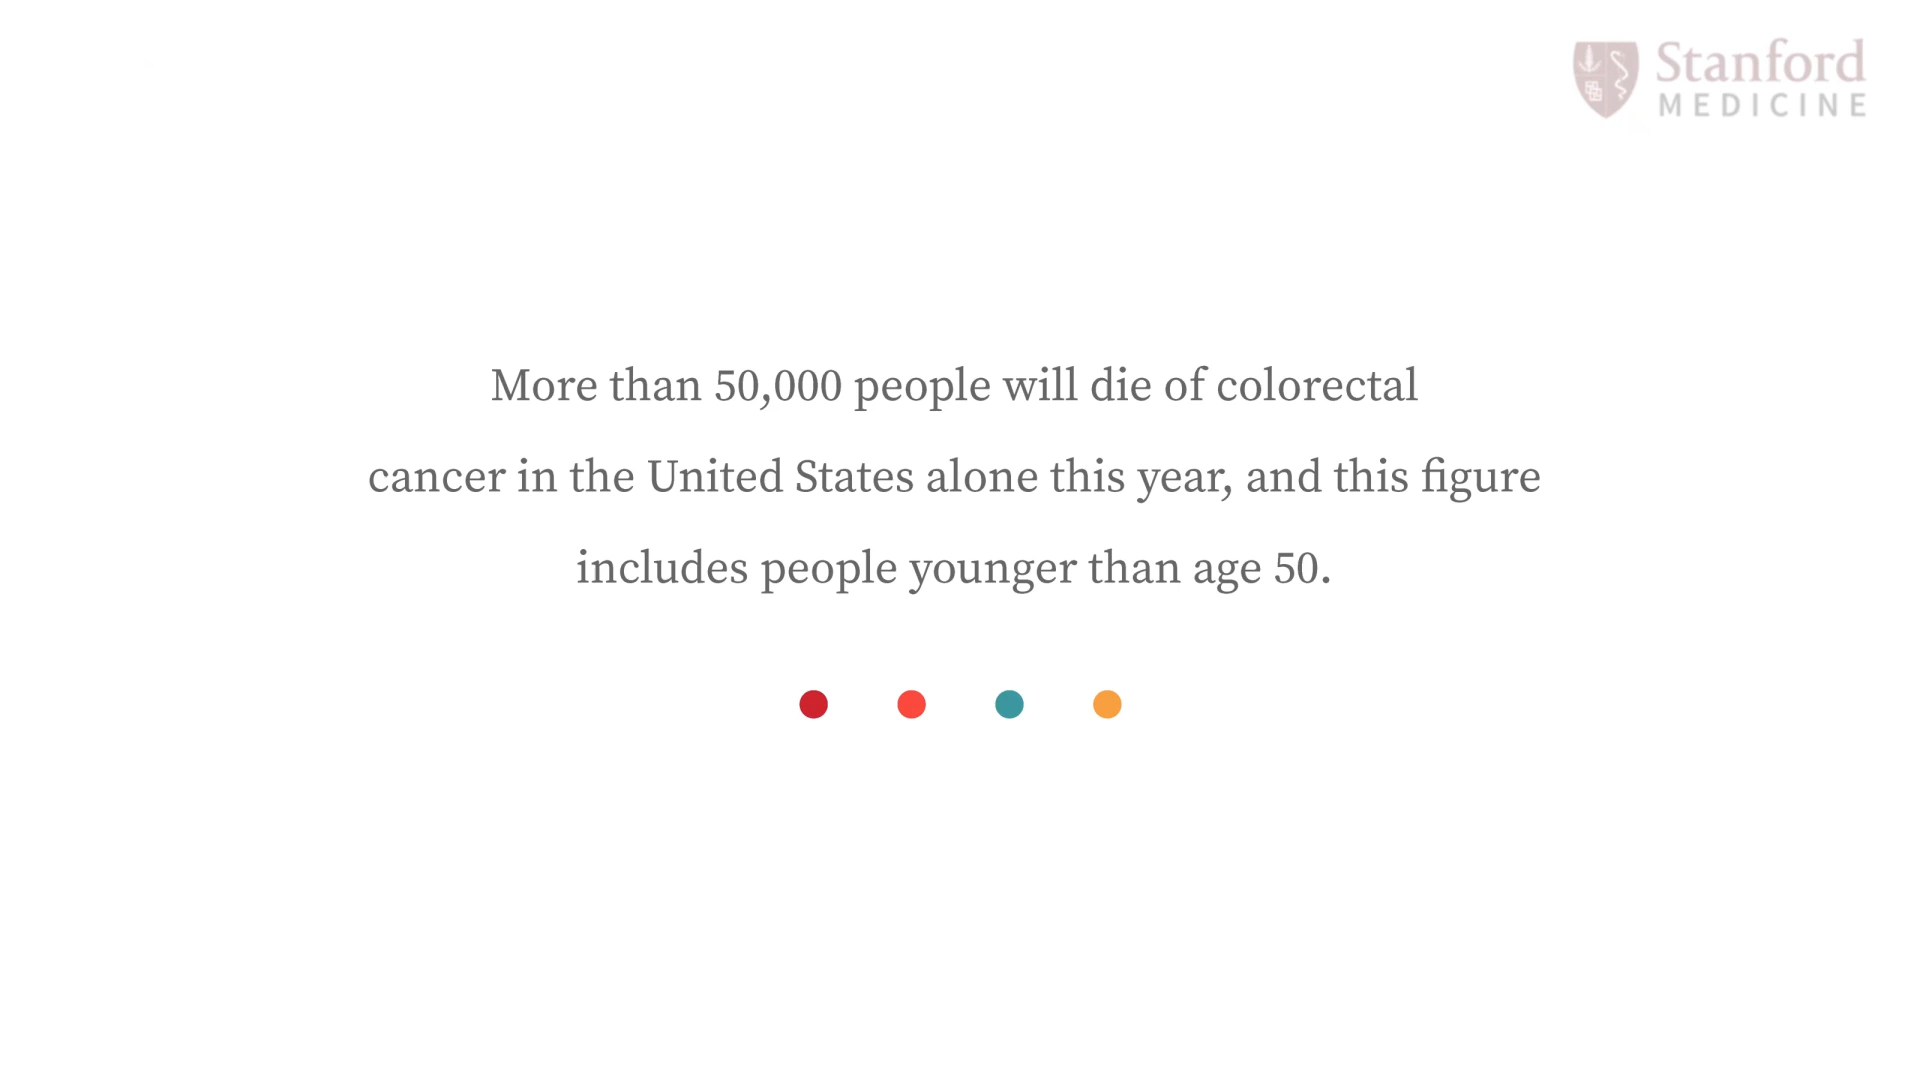 Stanford
MEDICINE
More than 50,000 people will die of colorectal
cancer in the United States alone this year, and this figure
includes people younger than age 50.